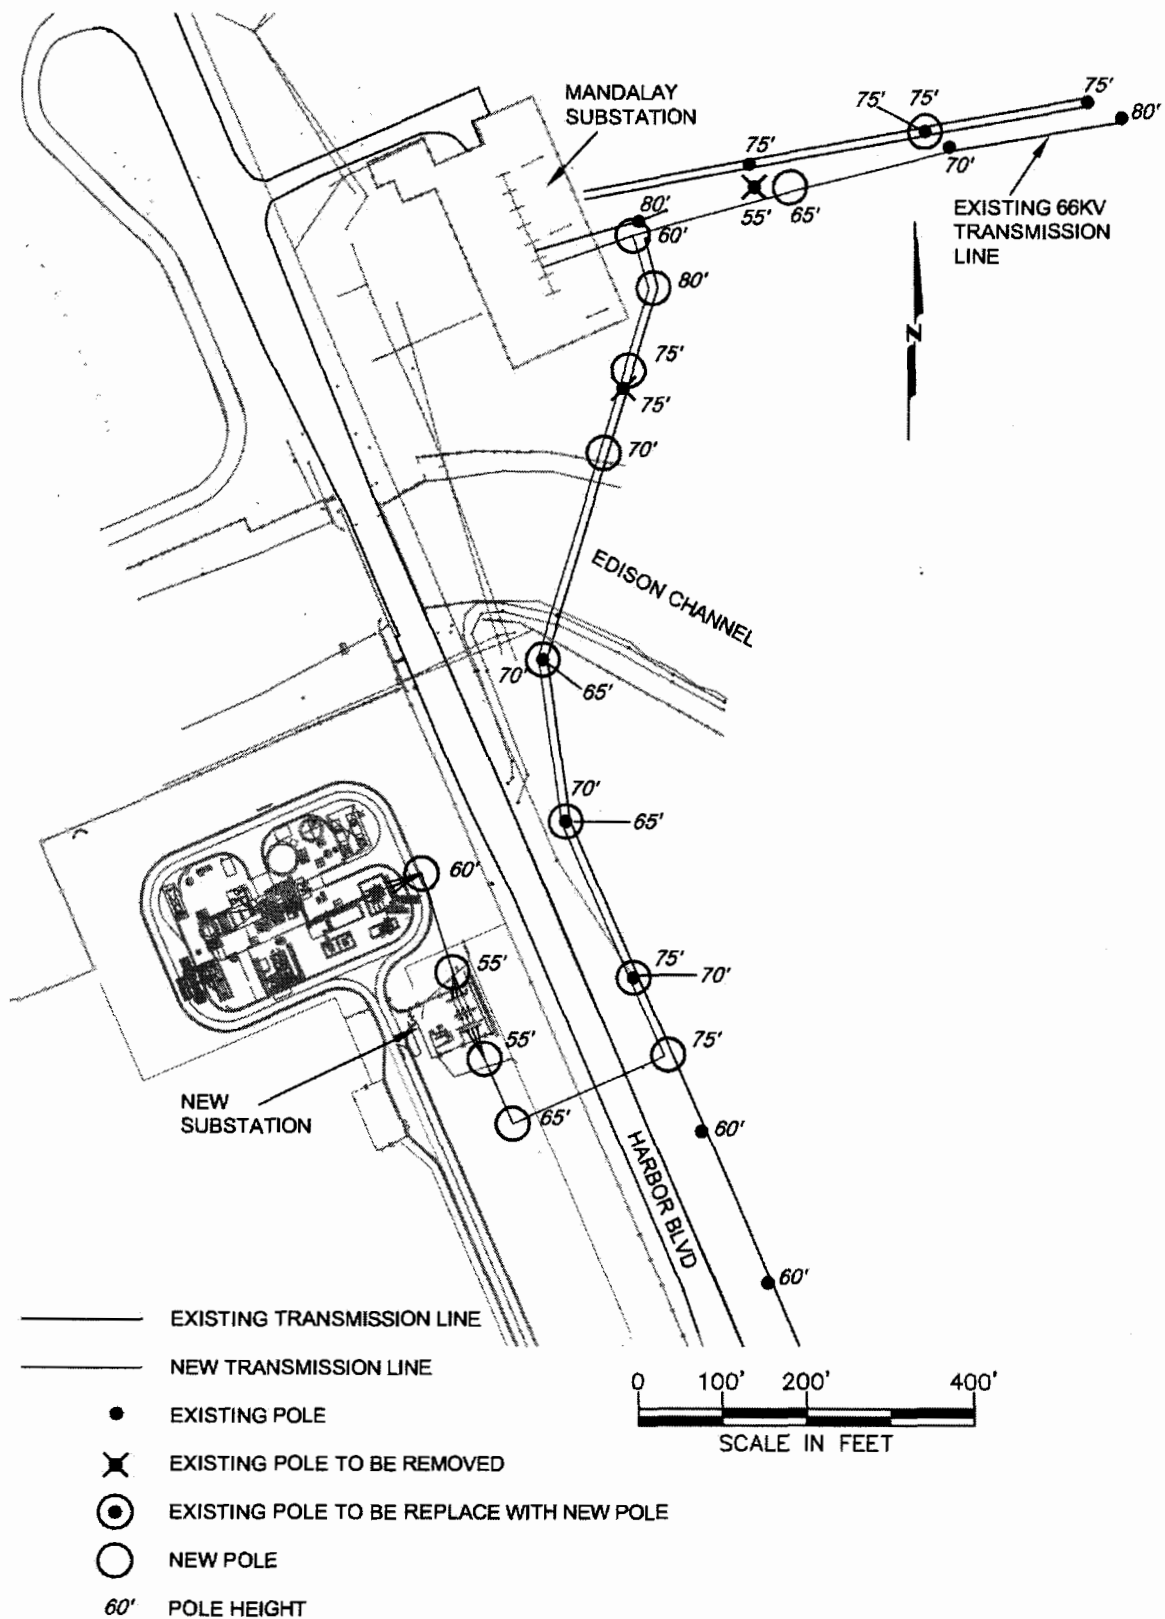 MANDALAY
SUBSTATION
75'
75'
75'
80'
75'
70'
55'
65'
EXISTING 66KV
TRANSMISSION
LINE
80'
60'
80'
N
75'
75'
70'
EDISON CHANNEL
70'
65'
70'
65'
60'
75'
70'
55'
55'
75'
65'
60'
NEW
SUBSTATION
HARBOR BLVD
60'
EXISTING TRANSMISSION LINE
NEW TRANSMISSION LINE
EXISTING POLE
EXISTING POLE TO BE REMOVED
EXISTING POLE TO BE REPLACE WITH NEW POLE
NEW POLE
60' POLE HEIGHT
0 100' 200' 400'
SCALE IN FEET